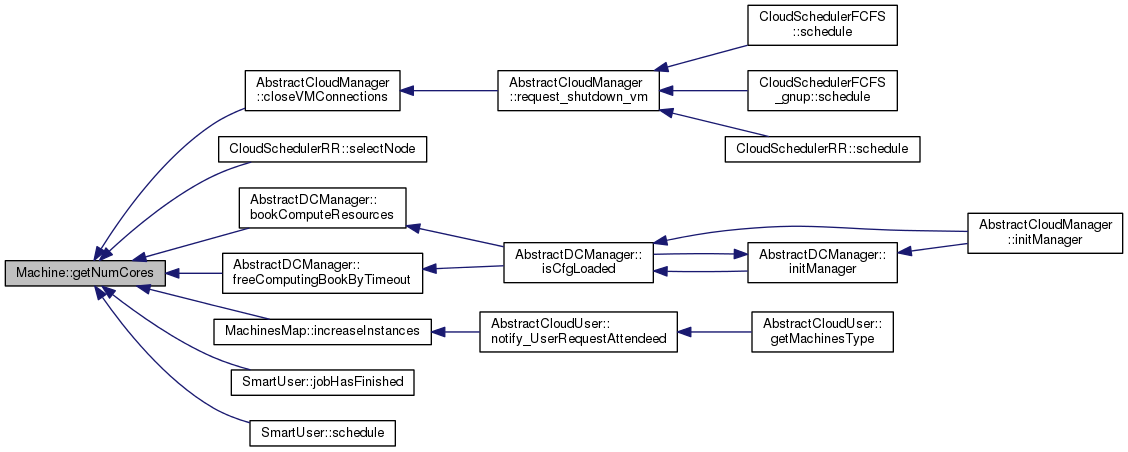 CloudSchedulerFCFS
::schedule
AbstractCloudManager
::closeVMConnections
AbstractCloudManager
::request_shutdown_vm
CloudSchedulerFCFS
_gnup::schedule
CloudSchedulerRR::selectNode
CloudSchedulerRR::schedule
AbstractDCManager::
bookComputeResources
AbstractCloudManager
::initManager
Machine::getNumCores
AbstractDCManager::
freeComputingBookByTimeout
AbstractDCManager::
isCfgLoaded
AbstractDCManager::
initManager
MachinesMap::increaseInstances
AbstractCloudUser::
notify_UserRequestAttendeed
AbstractCloudUser::
getMachinesType
SmartUser::jobHasFinished
SmartUser::schedule